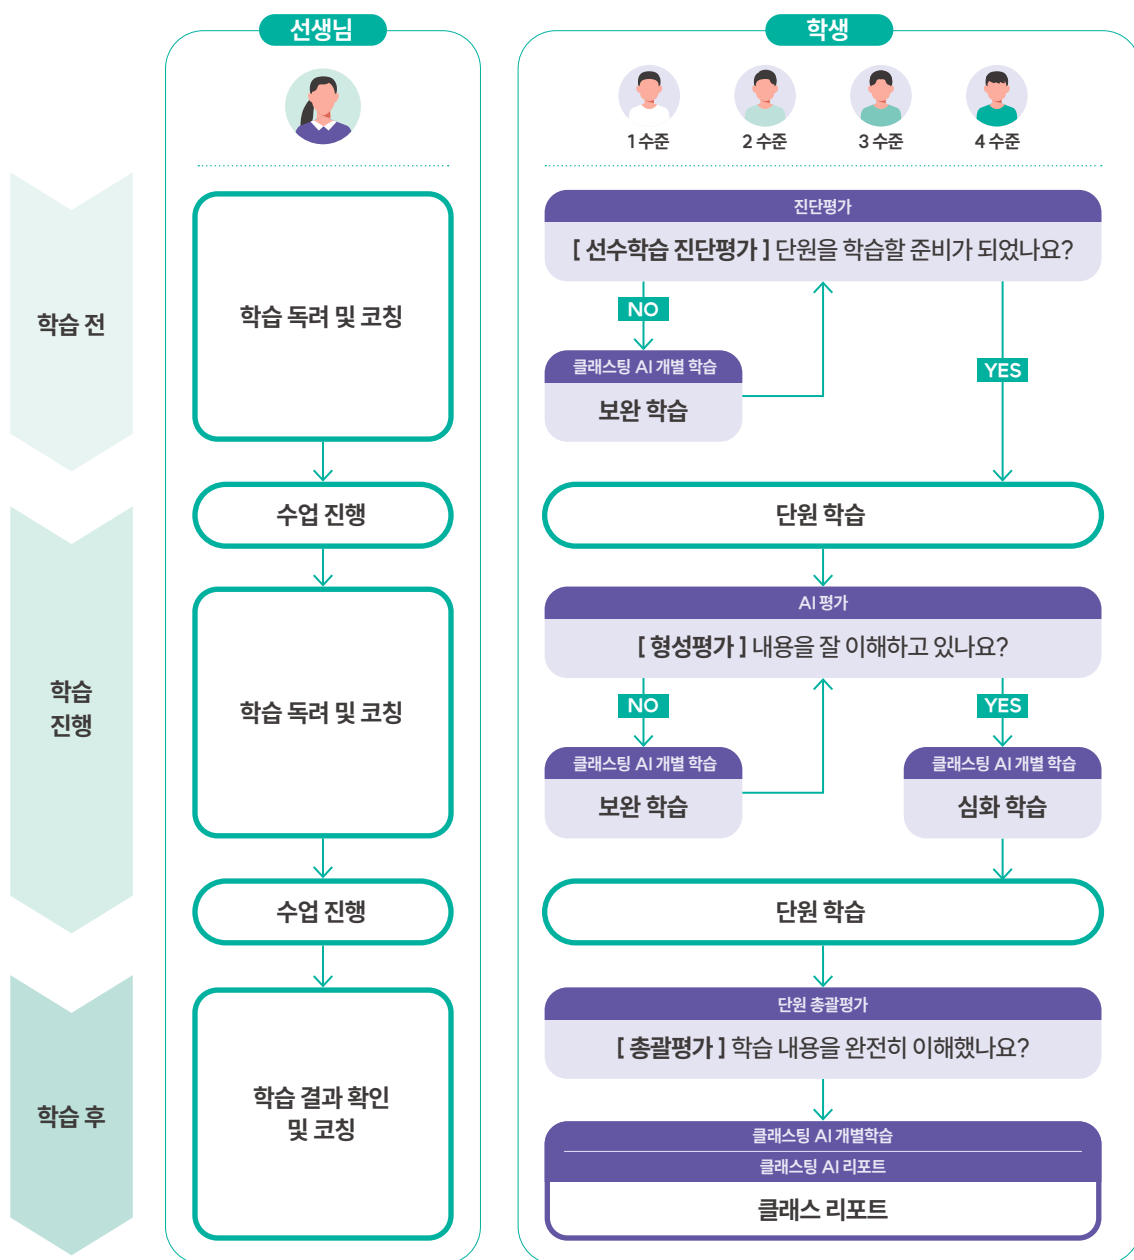 선생님
학생
1 수준
2 수준
3 수준
4 수준
학습 전
학습 독려 및 코칭
진단평가
[ 선수학습 진단평가 ] 단원을 학습할 준비가 되었나요?
NO
YES
클래스팅 AI 개별 학습
보완 학습
수업 진행
단원 학습
학습
진행
학습 독려 및 코칭
AI 평가
[ 형성평가 ] 내용을 잘 이해하고 있나요?
NO
YES
클래스팅 AI 개별 학습
보완 학습
클래스팅 AI 개별 학습
심화 학습
수업 진행
단원 학습
학습 후
학습 결과 확인
및 코칭
단원 총괄평가
[ 총괄평가 ] 학습 내용을 완전히 이해했나요?
클래스팅 AI 개별학습
클래스팅 AI 리포트
클래스 리포트